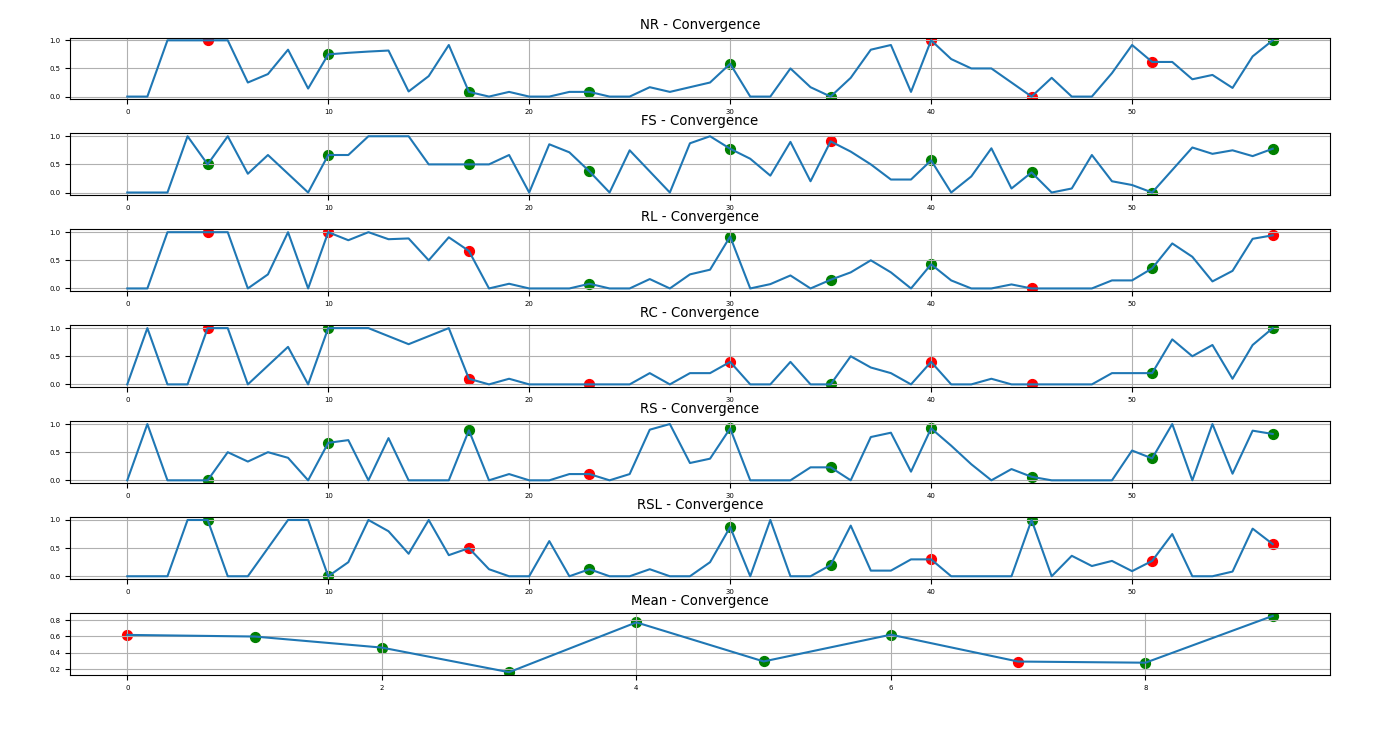 NR - Convergence
1.0
0.5
0.0
0 10 20 30 40 50
FS - Convergence
1.0
0.5
0.0
0 10 20 30 40 50
RL - Convergence
1.0
0.5
0.0
0 10 20 30 40 50
RC - Convergence
1.0
0.5
0.0
0 10 20 30 40 50
RS - Convergence
1.0
0.5
0.0
0 10 20 30 40 50
RSL - Convergence
1.0
0.5
0.0
0 10 20 30 40 50
Mean - Convergence
0.8
0.6
0.4
0.2
0 2 4 6 8